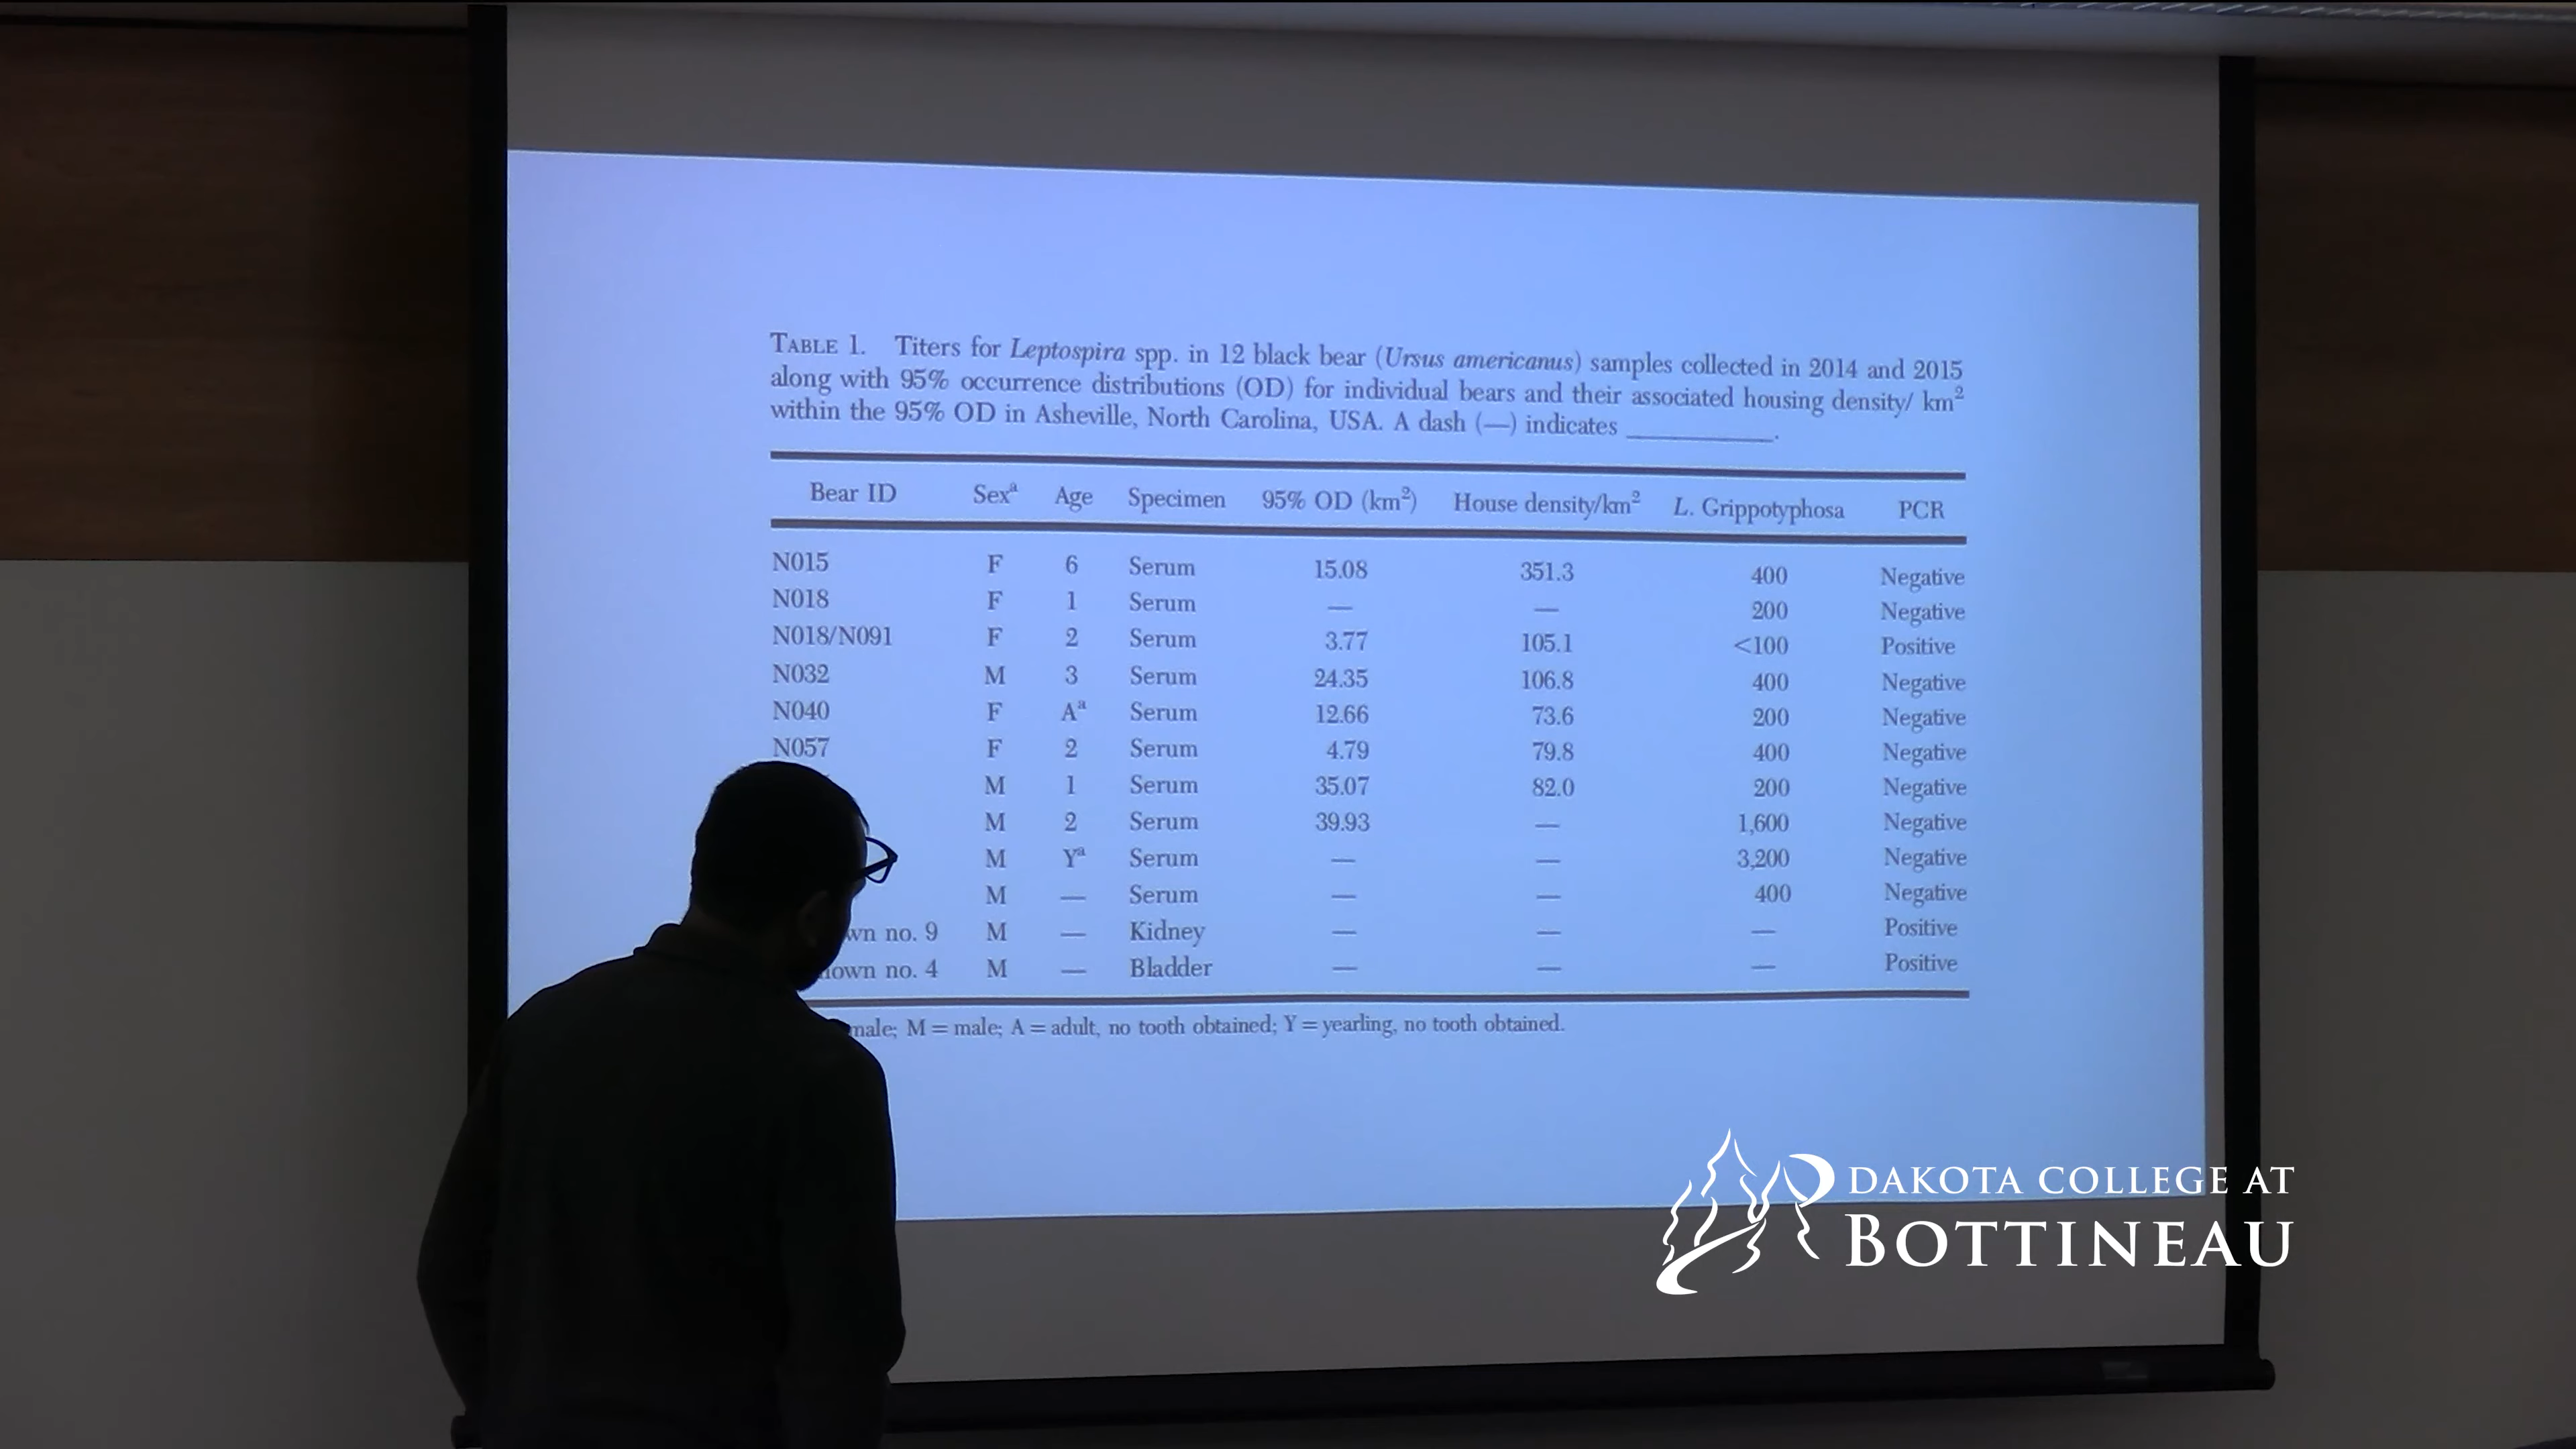 TABLE 1. Titers for Leptospira spp. in 12 black bear (Ursus americanus) samples collected in 2014 and 2015
along with 95% occurrence distributions (OD) for individual bears and their associated housing density/ km²
within the 95% OD in Asheville, North Carolina, USA. A dash (—) indicates ____________.
Bear ID Sexᵃ Age Specimen 95% OD (km²) House density/km² L. Grippotyphosa PCR
N015 F 6 Serum 15.08 351.3 400 Negative
N018 F 1 Serum — — 200 Negative
N018/N091 F 2 Serum 3.77 105.1 <100 Positive
N032 M 3 Serum 24.35 106.8 400 Negative
N040 F Aᵃ Serum 12.66 73.6 200 Negative
N057 F 2 Serum 4.79 79.8 400 Negative
M 1 Serum 35.07 82.0 200 Negative
M 2 Serum 39.93 — 1,600 Negative
M Yᵃ Serum — — 3,200 Negative
M — Serum — — 400 Negative
wn no. 9 M — Kidney — — — Positive
nown no. 4 M — Bladder — — — Positive
male; M = male; A = adult, no tooth obtained; Y = yearling, no tooth obtained.
DAKOTA COLLEGE AT
BOTTINEAU